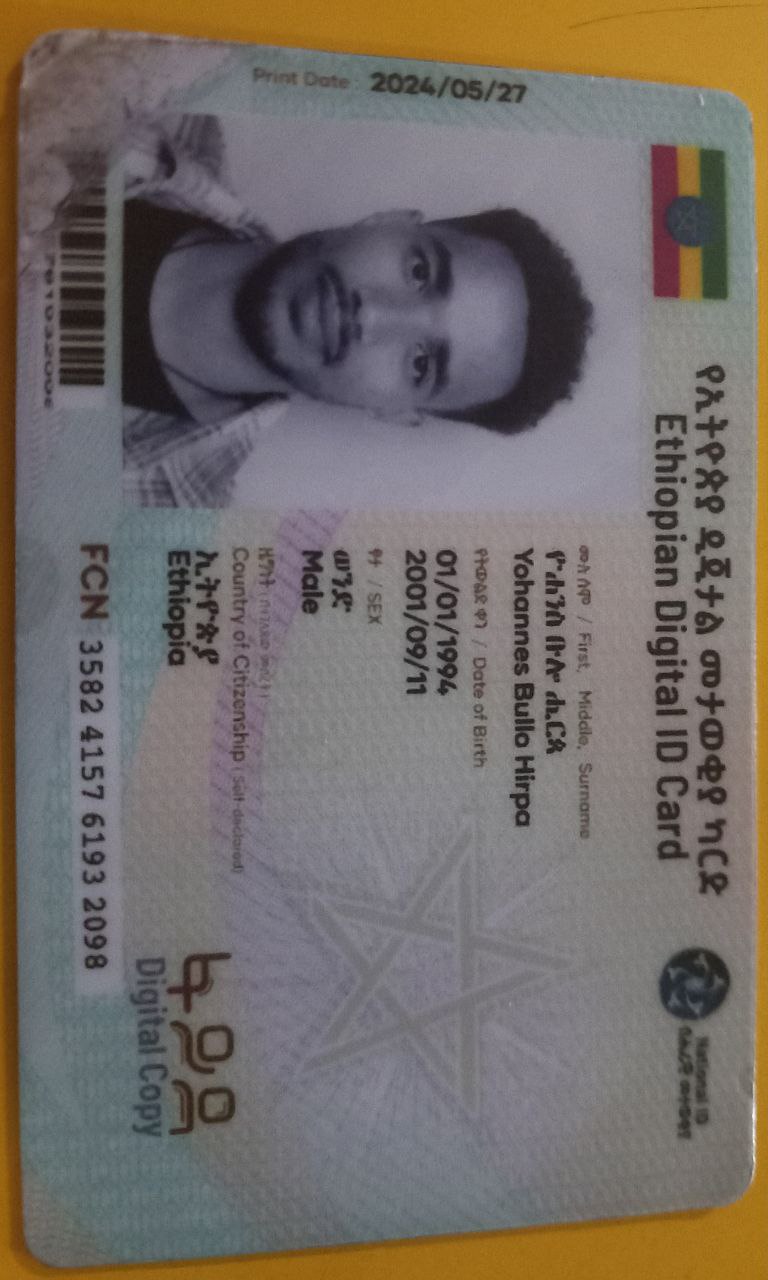 የኢትዮጵያ ዲጂታል መታወቂያ ካርድ
Ethiopian Digital ID Card
National ID
Print Date 2024/05/27
ሙሉ ስም / First, Middle, Surname
ዮሐንስ ቡሎ ሒርጳ
Yohannes Bullo Hirpa
የትውልድ ቀን / Date of Birth
01/01/1994
2001/09/11
ፆታ / SEX
ወንድ
Male
ዜግነት
Country of Citizenship (Self-declared)
ኢትዮጵያ
Ethiopia
FCN 3582 4157 6193 2098
ፋይዳ
Digital Copy